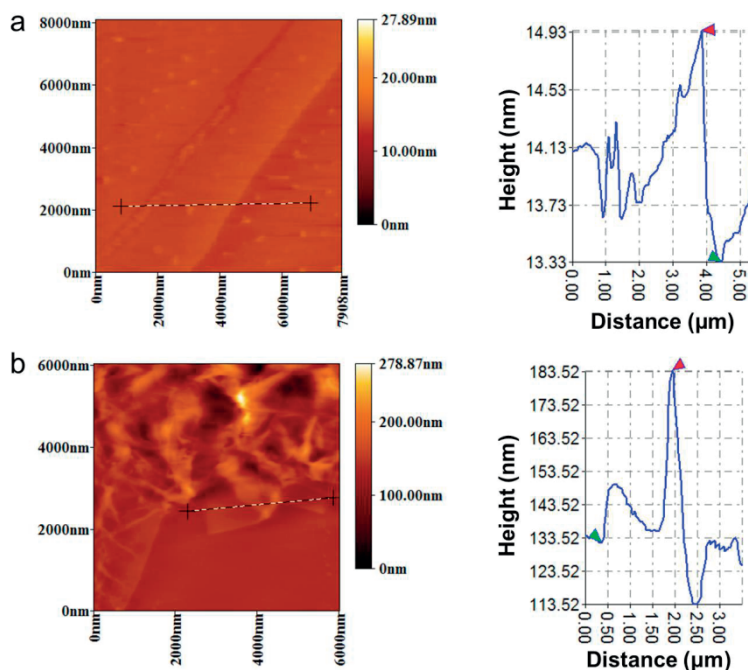 a
8000nm
6000nm
4000nm
2000nm
0nm
0nm
2000nm
4000nm
6000nm
7908nm
27.89nm
20.00nm
10.00nm
0nm
Height (nm)
14.93
14.53
14.13
13.73
13.33
0.00
1.00
2.00
3.00
4.00
5.00
Distance (µm)
b
6000nm
4000nm
2000nm
0nm
0nm
2000nm
4000nm
6000nm
278.87nm
200.00nm
100.00nm
0nm
Height (nm)
183.52
173.52
163.52
153.52
143.52
133.52
123.52
113.52
0.00
0.50
1.00
1.50
2.00
2.50
3.00
Distance (µm)